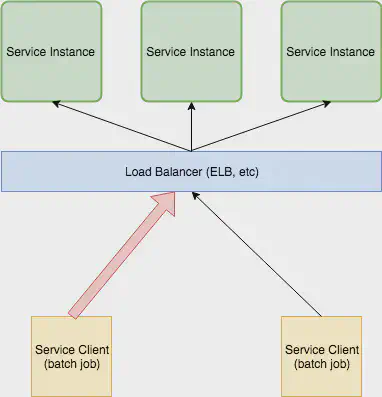 Service Instance
Service Instance
Service Instance
Load Balancer (ELB, etc)
Service Client
(batch job)
Service Client
(batch job)